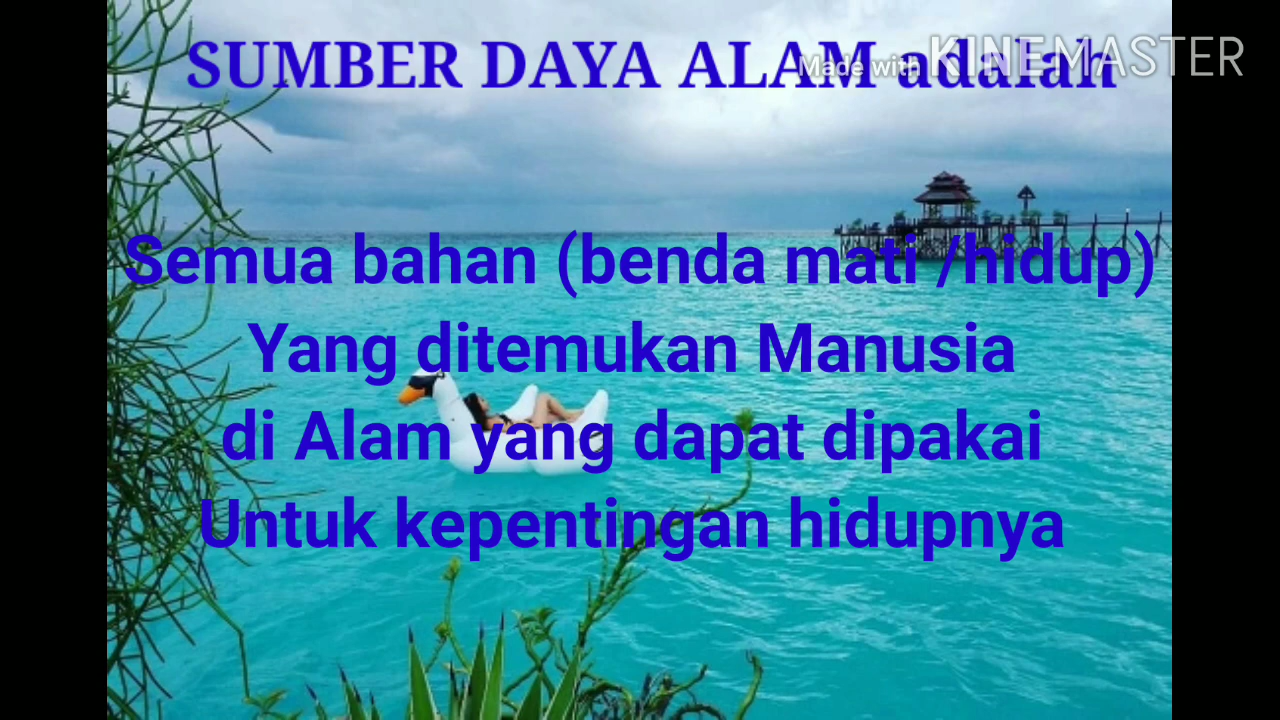 SUMBER DAYA ALAM adalah
Made with KINEMASTER
Semua bahan (benda mati /hidup)
Yang ditemukan Manusia
di Alam yang dapat dipakai
Untuk kepentingan hidupnya